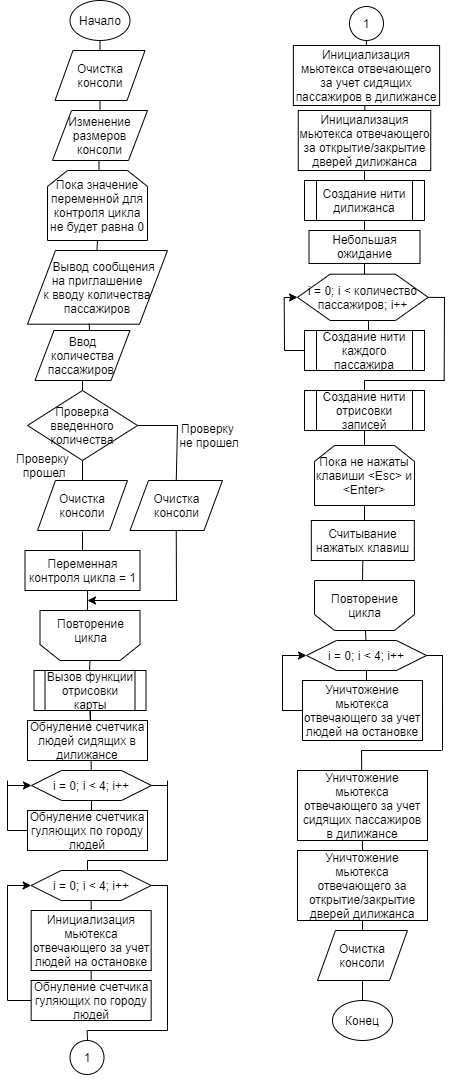 Начало
Очистка
консоли
Изменение
размеров
консоли
Пока значение
переменной для
контроля цикла
не будет равна 0
Вывод сообщения
на приглашение
к вводу количества
пассажиров
Ввод
количества
пассажиров
Проверка
введенного
количества
Проверку
не прошел
Проверку
прошел
Очистка
консоли
Очистка
консоли
Переменная
контроля цикла = 1
Повторение
цикла
Вызов функции
отрисовки
карты
Обнуление счетчика
людей сидящих в
дилижансе
i = 0; i < 4; i++
Обнуление счетчика
гуляющих по городу
людей
i = 0; i < 4; i++
Инициализация
мьютекса
отвечающего за учет
людей на остановке
Обнуление счетчика
гуляющих по городу
людей
1
1
Инициализация
мьютекса отвечающего
за учет сидящих
пассажиров в дилижансе
Инициализация
мьютекса отвечающего
за открытие/закрытие
дверей дилижанса
Создание нити
дилижанса
Небольшая
ожидание
i = 0; i < количество
пассажиров; i++
Создание нити
каждого
пассажира
Создание нити
отрисовки
записей
Пока не нажаты
клавиши <Esc> и
<Enter>
Считывание
нажатых клавиш
Повторение
цикла
i = 0; i < 4; i++
Уничтожение
мьютекса
отвечающего за учет
людей на остановке
Уничтожение
мьютекса
отвечающего за учет
сидящих пассажиров
в дилижансе
Уничтожение
мьютекса
отвечающего за
открытие/закрытие
дверей дилижанса
Очистка
консоли
Конец